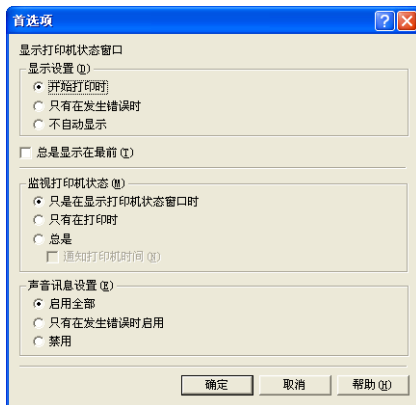 首选项
显示打印机状态窗口
显示设置(D)
开始打印时
只有在发生错误时
不自动显示
总是显示在最前(T)
监视打印机状态(M)
只是在显示打印机状态窗口时
只有在打印时
总是
通知打印机时间(N)
声音讯息设置(E)
启用全部
只有在发生错误时启用
禁用
确定 取消 帮助(H)